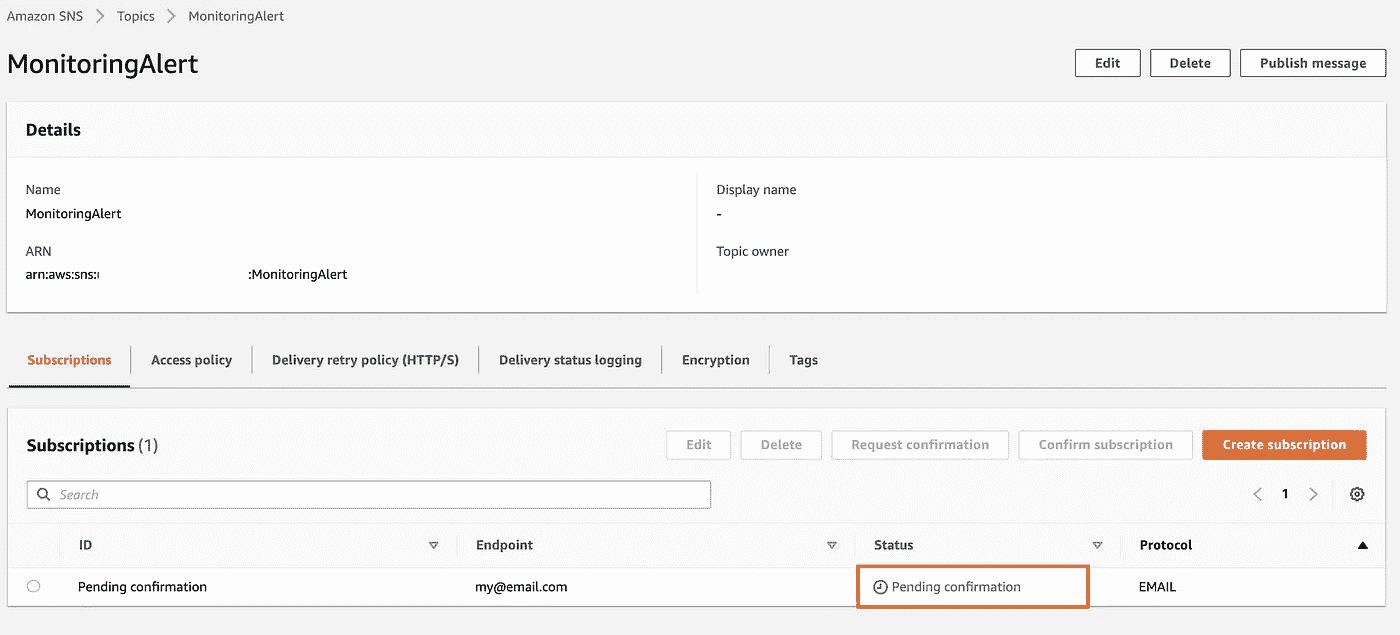 Amazon SNS > Topics > MonitoringAlert
MonitoringAlert
Edit Delete Publish message
Details
Name
MonitoringAlert
Display name
-
ARN
arn:aws:sns: :MonitoringAlert
Topic owner
Subscriptions Access policy Delivery retry policy (HTTP/S) Delivery status logging Encryption Tags
Subscriptions (1)
Edit Delete Request confirmation Confirm subscription Create subscription
Search
1
ID Endpoint Status Protocol
Pending confirmation my@email.com Pending confirmation EMAIL